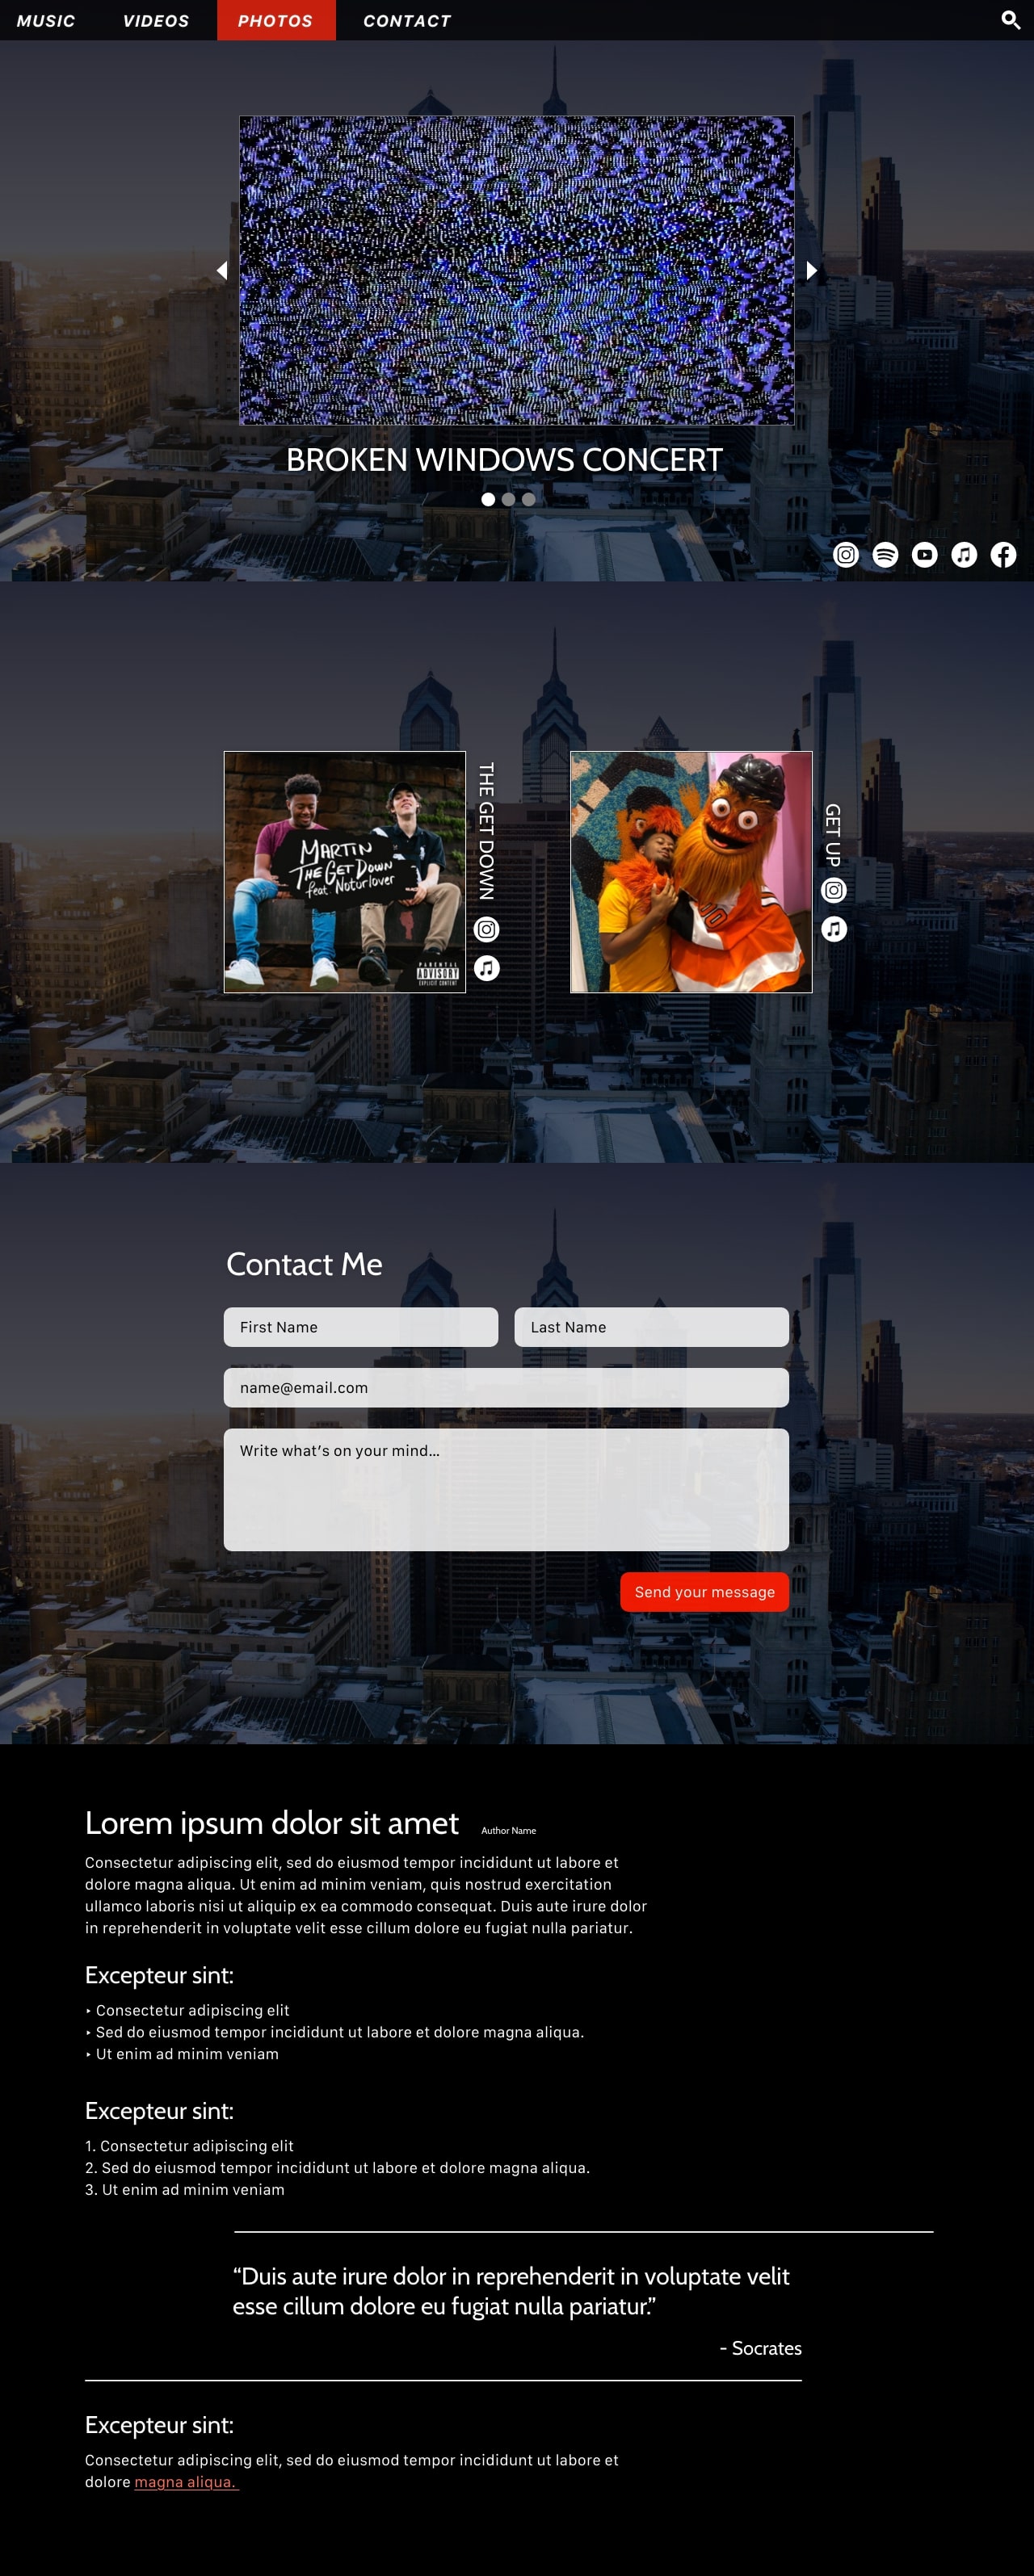 MUSIC VIDEOS PHOTOS CONTACT
BROKEN WINDOWS CONCERT
MARTIN
THE GET DOWN
feat. Noturlover
PARENTAL
ADVISORY
EXPLICIT CONTENT
THE GET DOWN
GET UP
Contact Me
First Name
Last Name
name@email.com
Write what’s on your mind...
Send your message
Lorem ipsum dolor sit amet
Author Name
Consectetur adipiscing elit, sed do eiusmod tempor incididunt ut labore et
dolore magna aliqua. Ut enim ad minim veniam, quis nostrud exercitation
ullamco laboris nisi ut aliquip ex ea commodo consequat. Duis aute irure dolor
in reprehenderit in voluptate velit esse cillum dolore eu fugiat nulla pariatur.
Excepteur sint:
‣ Consectetur adipiscing elit
‣ Sed do eiusmod tempor incididunt ut labore et dolore magna aliqua.
‣ Ut enim ad minim veniam
Excepteur sint:
1. Consectetur adipiscing elit
2. Sed do eiusmod tempor incididunt ut labore et dolore magna aliqua.
3. Ut enim ad minim veniam
“Duis aute irure dolor in reprehenderit in voluptate velit
esse cillum dolore eu fugiat nulla pariatur.”
- Socrates
Excepteur sint:
Consectetur adipiscing elit, sed do eiusmod tempor incididunt ut labore et
dolore magna aliqua.